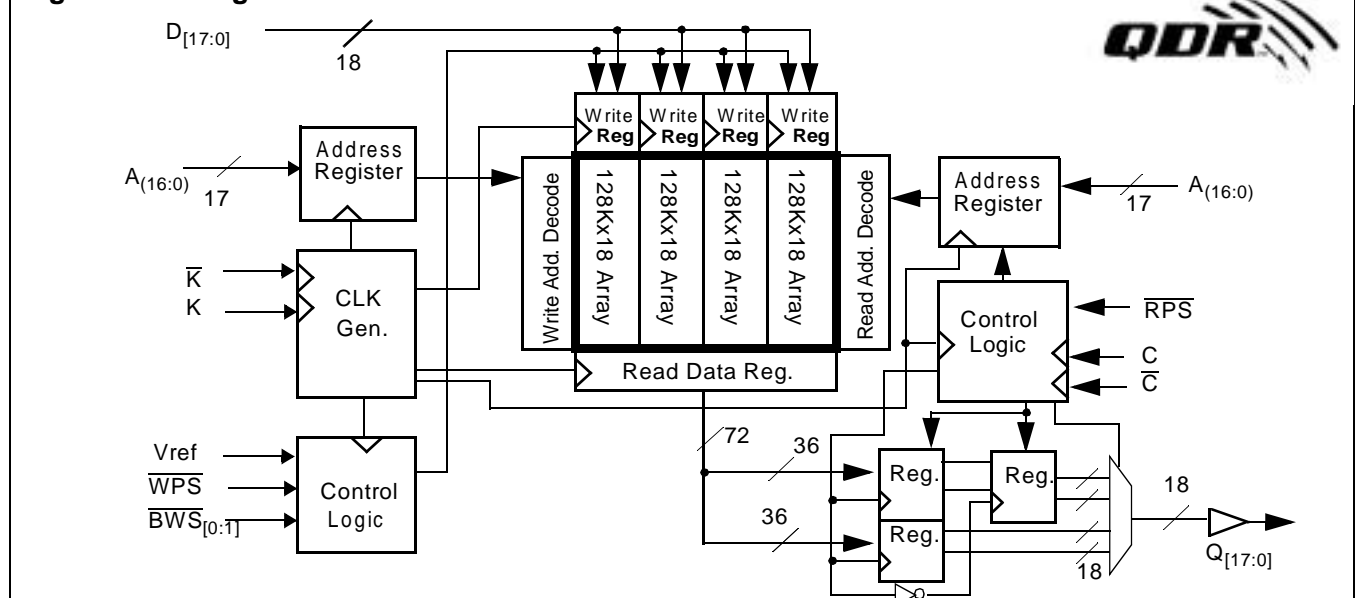 D[17:0]
18
QDR
Write Reg
Write Reg
Write Reg
Write Reg
A(16:0)
17
Address
Register
Write Add. Decode
128Kx18 Array
128Kx18 Array
128Kx18 Array
128Kx18 Array
Read Add. Decode
Address
Register
17
A(16:0)
K̅
K
CLK
Gen.
Control
Logic
R̅P̅S̅
C
C̅
Read Data Reg.
Vref
W̅P̅S̅
B̅W̅S̅[0:1]
Control
Logic
72
36
Reg.
Reg.
36
Reg.
18
18
Q[17:0]